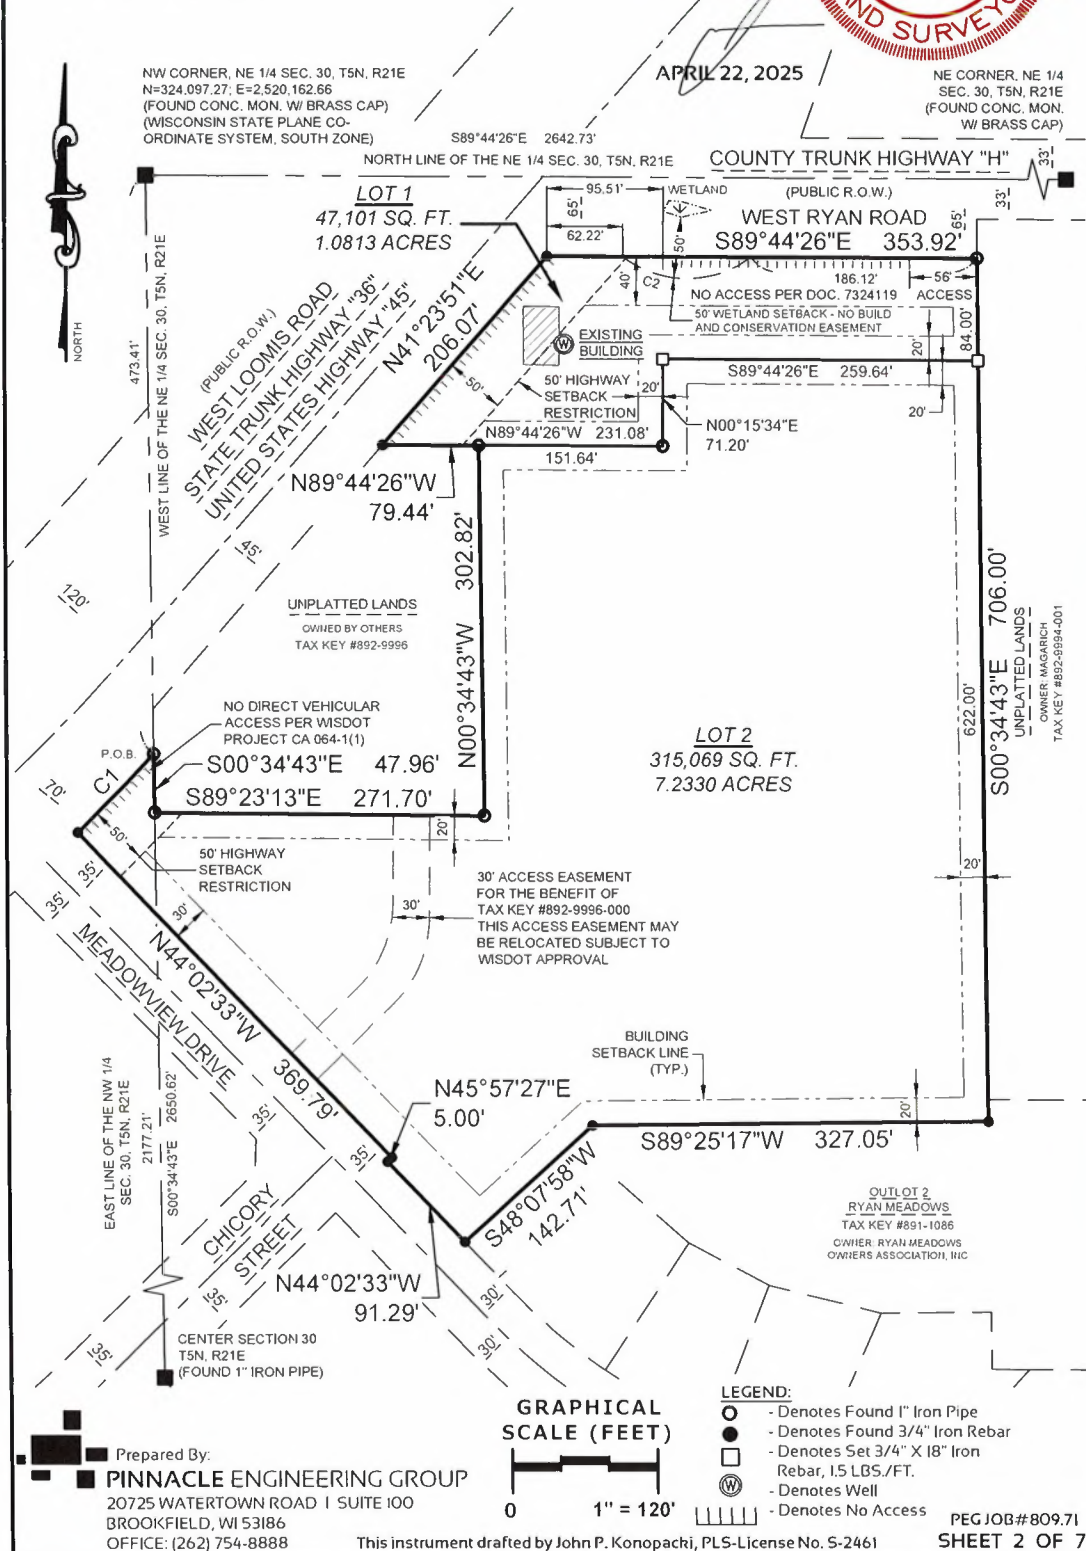 AND SURVEYO
APRIL 22, 2025
NW CORNER, NE 1/4 SEC. 30, T5N, R21E
N=324,097.27; E=2,520,162.66
(FOUND CONC. MON. W/ BRASS CAP)
(WISCONSIN STATE PLANE CO-
ORDINATE SYSTEM, SOUTH ZONE)
NE CORNER, NE 1/4
SEC. 30, T5N, R21E
(FOUND CONC. MON.
W/ BRASS CAP)
S89°44'26"E 2642.73'
NORTH LINE OF THE NE 1/4 SEC. 30, T5N, R21E
COUNTY TRUNK HIGHWAY "H"
33'
33'
(PUBLIC R.O.W.)
WEST RYAN ROAD
65'
S89°44'26"E 353.92'
LOT 1
47,101 SQ. FT.
1.0813 ACRES
95.51'
WETLAND
65'
62.22'
50'
40'
C2
186.12'
56'
NO ACCESS PER DOC. 7324119
ACCESS
50' WETLAND SETBACK - NO BUILD
AND CONSERVATION EASEMENT
84.00'
20'
NORTH
473.41'
WEST LINE OF THE NE 1/4 SEC. 30, T5N, R21E
(PUBLIC R.O.W.)
WEST LOOMIS ROAD
STATE TRUNK HIGHWAY "36"
UNITED STATES HIGHWAY "45"
N41°23'51"E
206.07'
50'
W
EXISTING
BUILDING
50' HIGHWAY
SETBACK
RESTRICTION
20'
S89°44'26"E 259.64'
20'
N00°15'34"E
71.20'
N89°44'26"W 231.08'
151.64'
N89°44'26"W
79.44'
45'
120'
N00°34'43"W 302.82'
UNPLATTED LANDS
OWNED BY OTHERS
TAX KEY #892-9996
S00°34'43"E 706.00'
622.00'
UNPLATTED LANDS
OWNER: MAGARICH
TAX KEY #892-9994-001
NO DIRECT VEHICULAR
ACCESS PER WISDOT
PROJECT CA 064-1(1)
P.O.B.
C1
70'
S00°34'43"E 47.96'
S89°23'13"E 271.70'
20'
LOT 2
315,069 SQ. FT.
7.2330 ACRES
50'
50' HIGHWAY
SETBACK
RESTRICTION
35'
35'
30'
30'
30' ACCESS EASEMENT
FOR THE BENEFIT OF
TAX KEY #892-9996-000
THIS ACCESS EASEMENT MAY
BE RELOCATED SUBJECT TO
WISDOT APPROVAL
20'
MEADOWVIEW DRIVE
N44°02'33"W 369.79'
BUILDING
SETBACK LINE
(TYP.)
20'
N45°57'27"E
5.00'
S89°25'17"W 327.05'
S48°07'58"W
142.71'
35'
35'
EAST LINE OF THE NW 1/4
SEC. 30, T5N, R21E
2177.21'
S00°34'43"E 2650.62'
CHICORY
STREET
35'
35'
N44°02'33"W
91.29'
30'
30'
OUTLOT 2
RYAN MEADOWS
TAX KEY #891-1086
OWNER: RYAN MEADOWS
OWNERS ASSOCIATION, INC
CENTER SECTION 30
T5N, R21E
(FOUND 1" IRON PIPE)
GRAPHICAL
SCALE (FEET)
0 1" = 120'
LEGEND:
- Denotes Found 1" Iron Pipe
- Denotes Found 3/4" Iron Rebar
- Denotes Set 3/4" X 18" Iron
Rebar, 1.5 LBS./FT.
W - Denotes Well
- Denotes No Access
Prepared By:
PINNACLE ENGINEERING GROUP
20725 WATERTOWN ROAD | SUITE 100
BROOKFIELD, WI 53186
OFFICE: (262) 754-8888
This instrument drafted by John P. Konopacki, PLS-License No. S-2461
PEG JOB#809.71
SHEET 2 OF 7